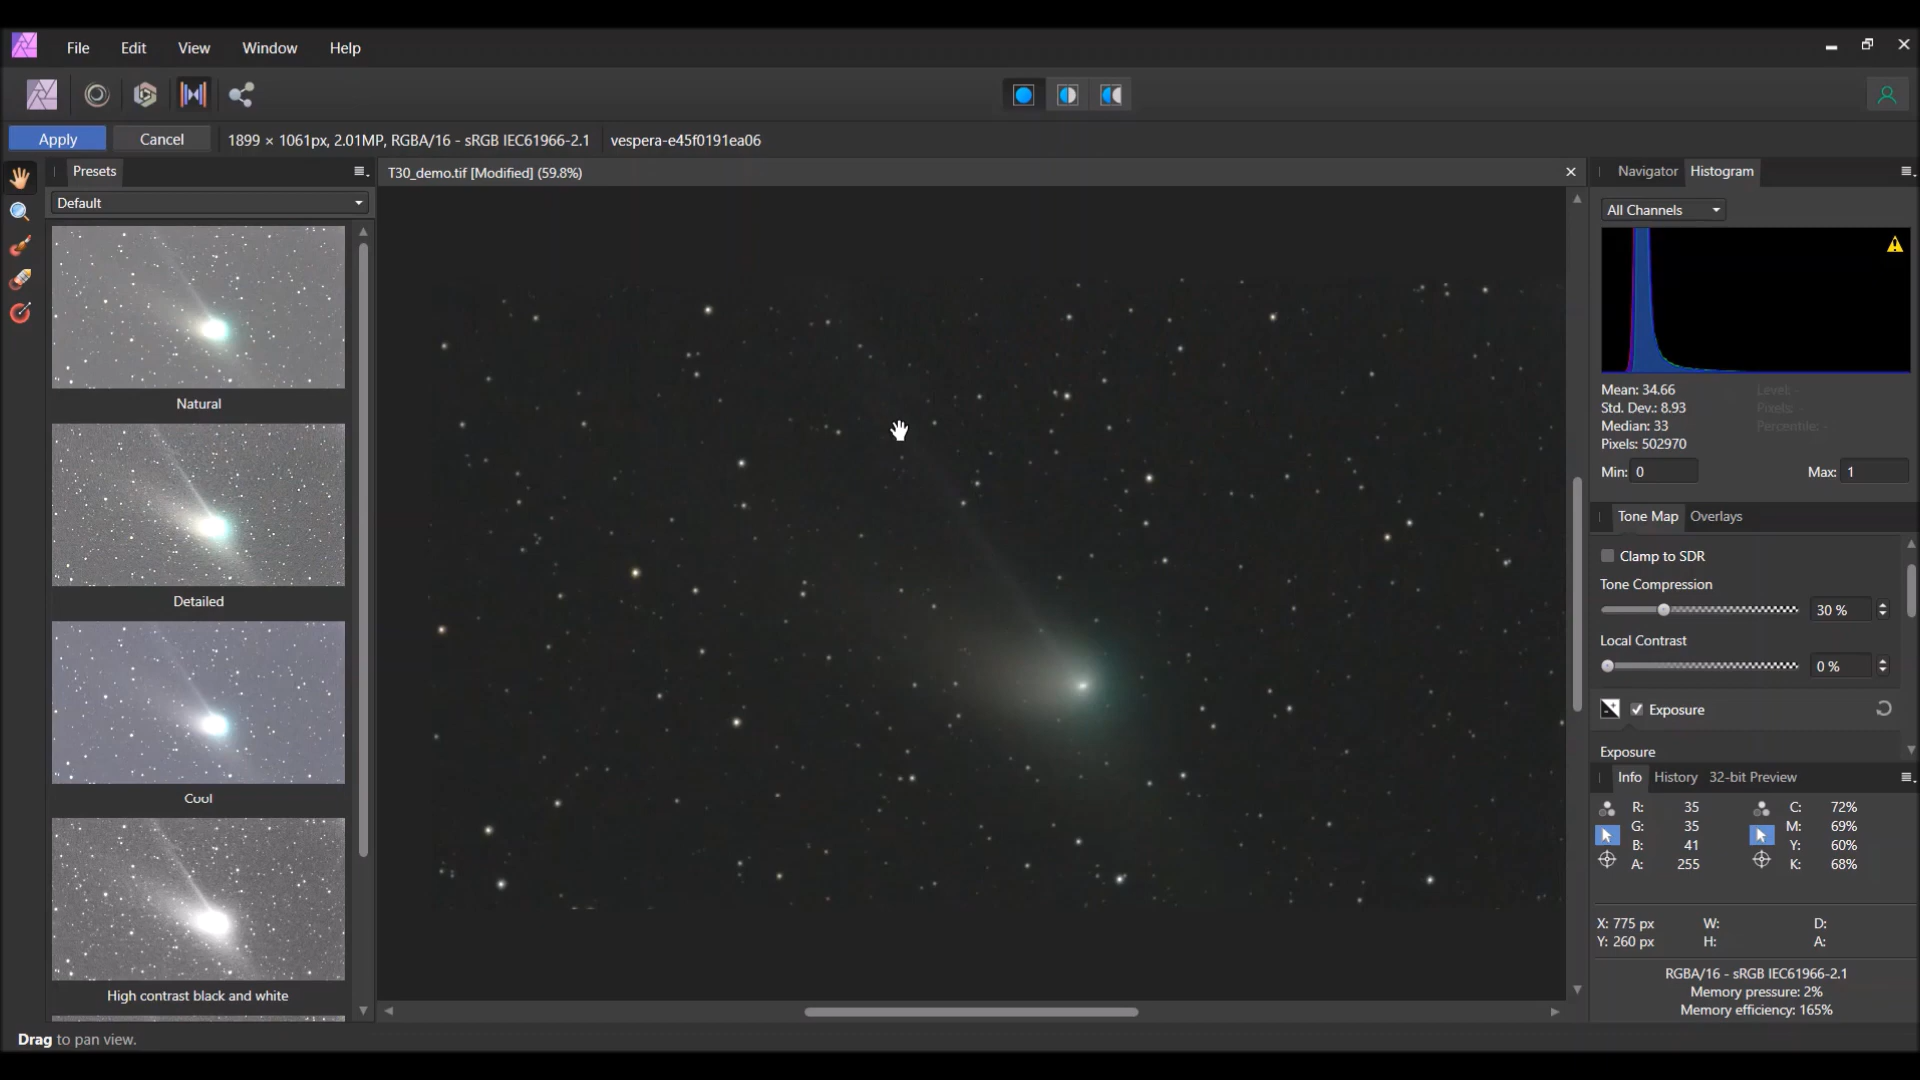 File Edit View Window Help
Apply Cancel 1899 × 1061px, 2.01MP, RGBA/16 - sRGB IEC61966-2.1 vespera-e45f0191ea06
Presets
Default
Natural
Detailed
Cool
High contrast black and white
T30_demo.tif [Modified] (59.8%)
Navigator Histogram
All Channels
Mean: 34.66 Level: -
Std. Dev.: 8.93 Pixels: -
Median: 33 Percentile: -
Pixels: 502970
Min: 0 Max: 1
Tone Map Overlays
Clamp to SDR
Tone Compression
30 %
Local Contrast
0 %
Exposure
Exposure
Info History 32-bit Preview
R: 35 C: 72%
G: 35 M: 69%
B: 41 Y: 60%
A: 255 K: 68%
X: 775 px W: D:
Y: 260 px H: A:
RGBA/16 - sRGB IEC61966-2.1
Memory pressure: 2%
Memory efficiency: 165%
Drag to pan view.